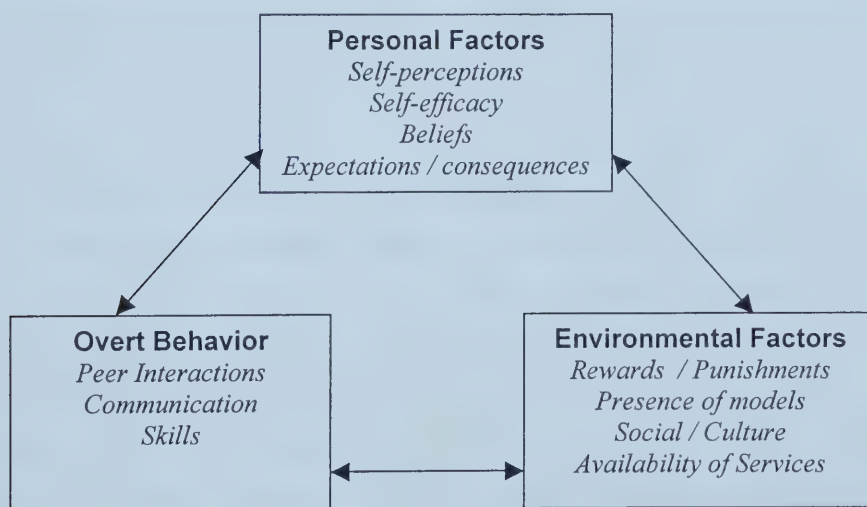 Personal Factors
Self-perceptions
Self-efficacy
Beliefs
Expectations / consequences
Overt Behavior
Peer Interactions
Communication
Skills
Environmental Factors
Rewards / Punishments
Presence of models
Social / Culture
Availability of Services